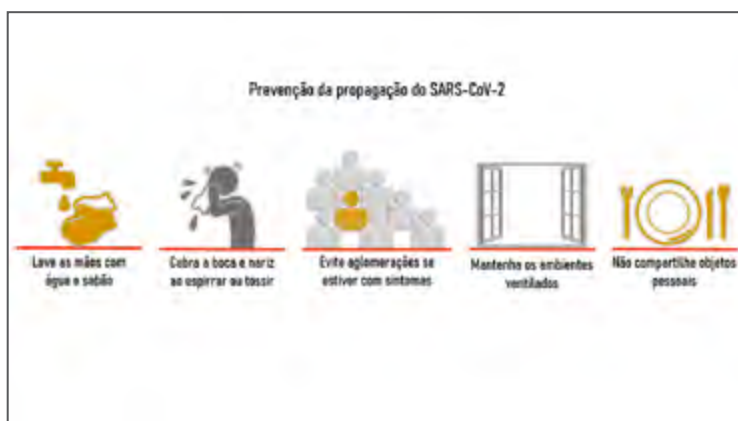 Prevenção da propagação do SARS-CoV-2
Lave as mãos com
água e sabão
Cubra a boca e nariz
ao espirrar ou tossir
Evite aglomerações se
estiver com sintomas
Mantenha os ambientes
ventilados
Não compartilhe objetos
pessoais